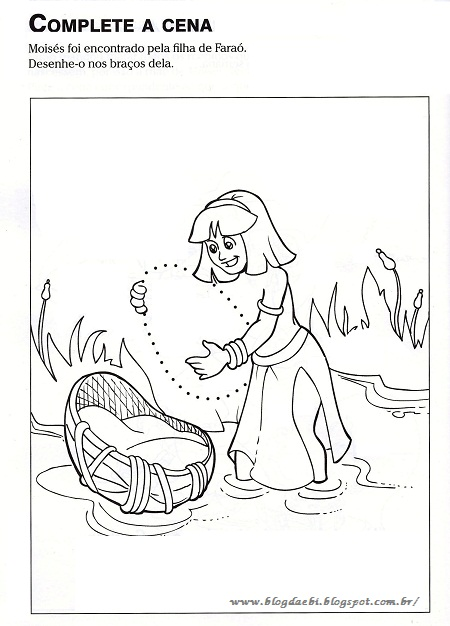 COMPLETE A CENA
Moisés foi encontrado pela filha de Faraó.
Desenhe-o nos braços dela.
www.blogdaebi.blogspot.com.br/